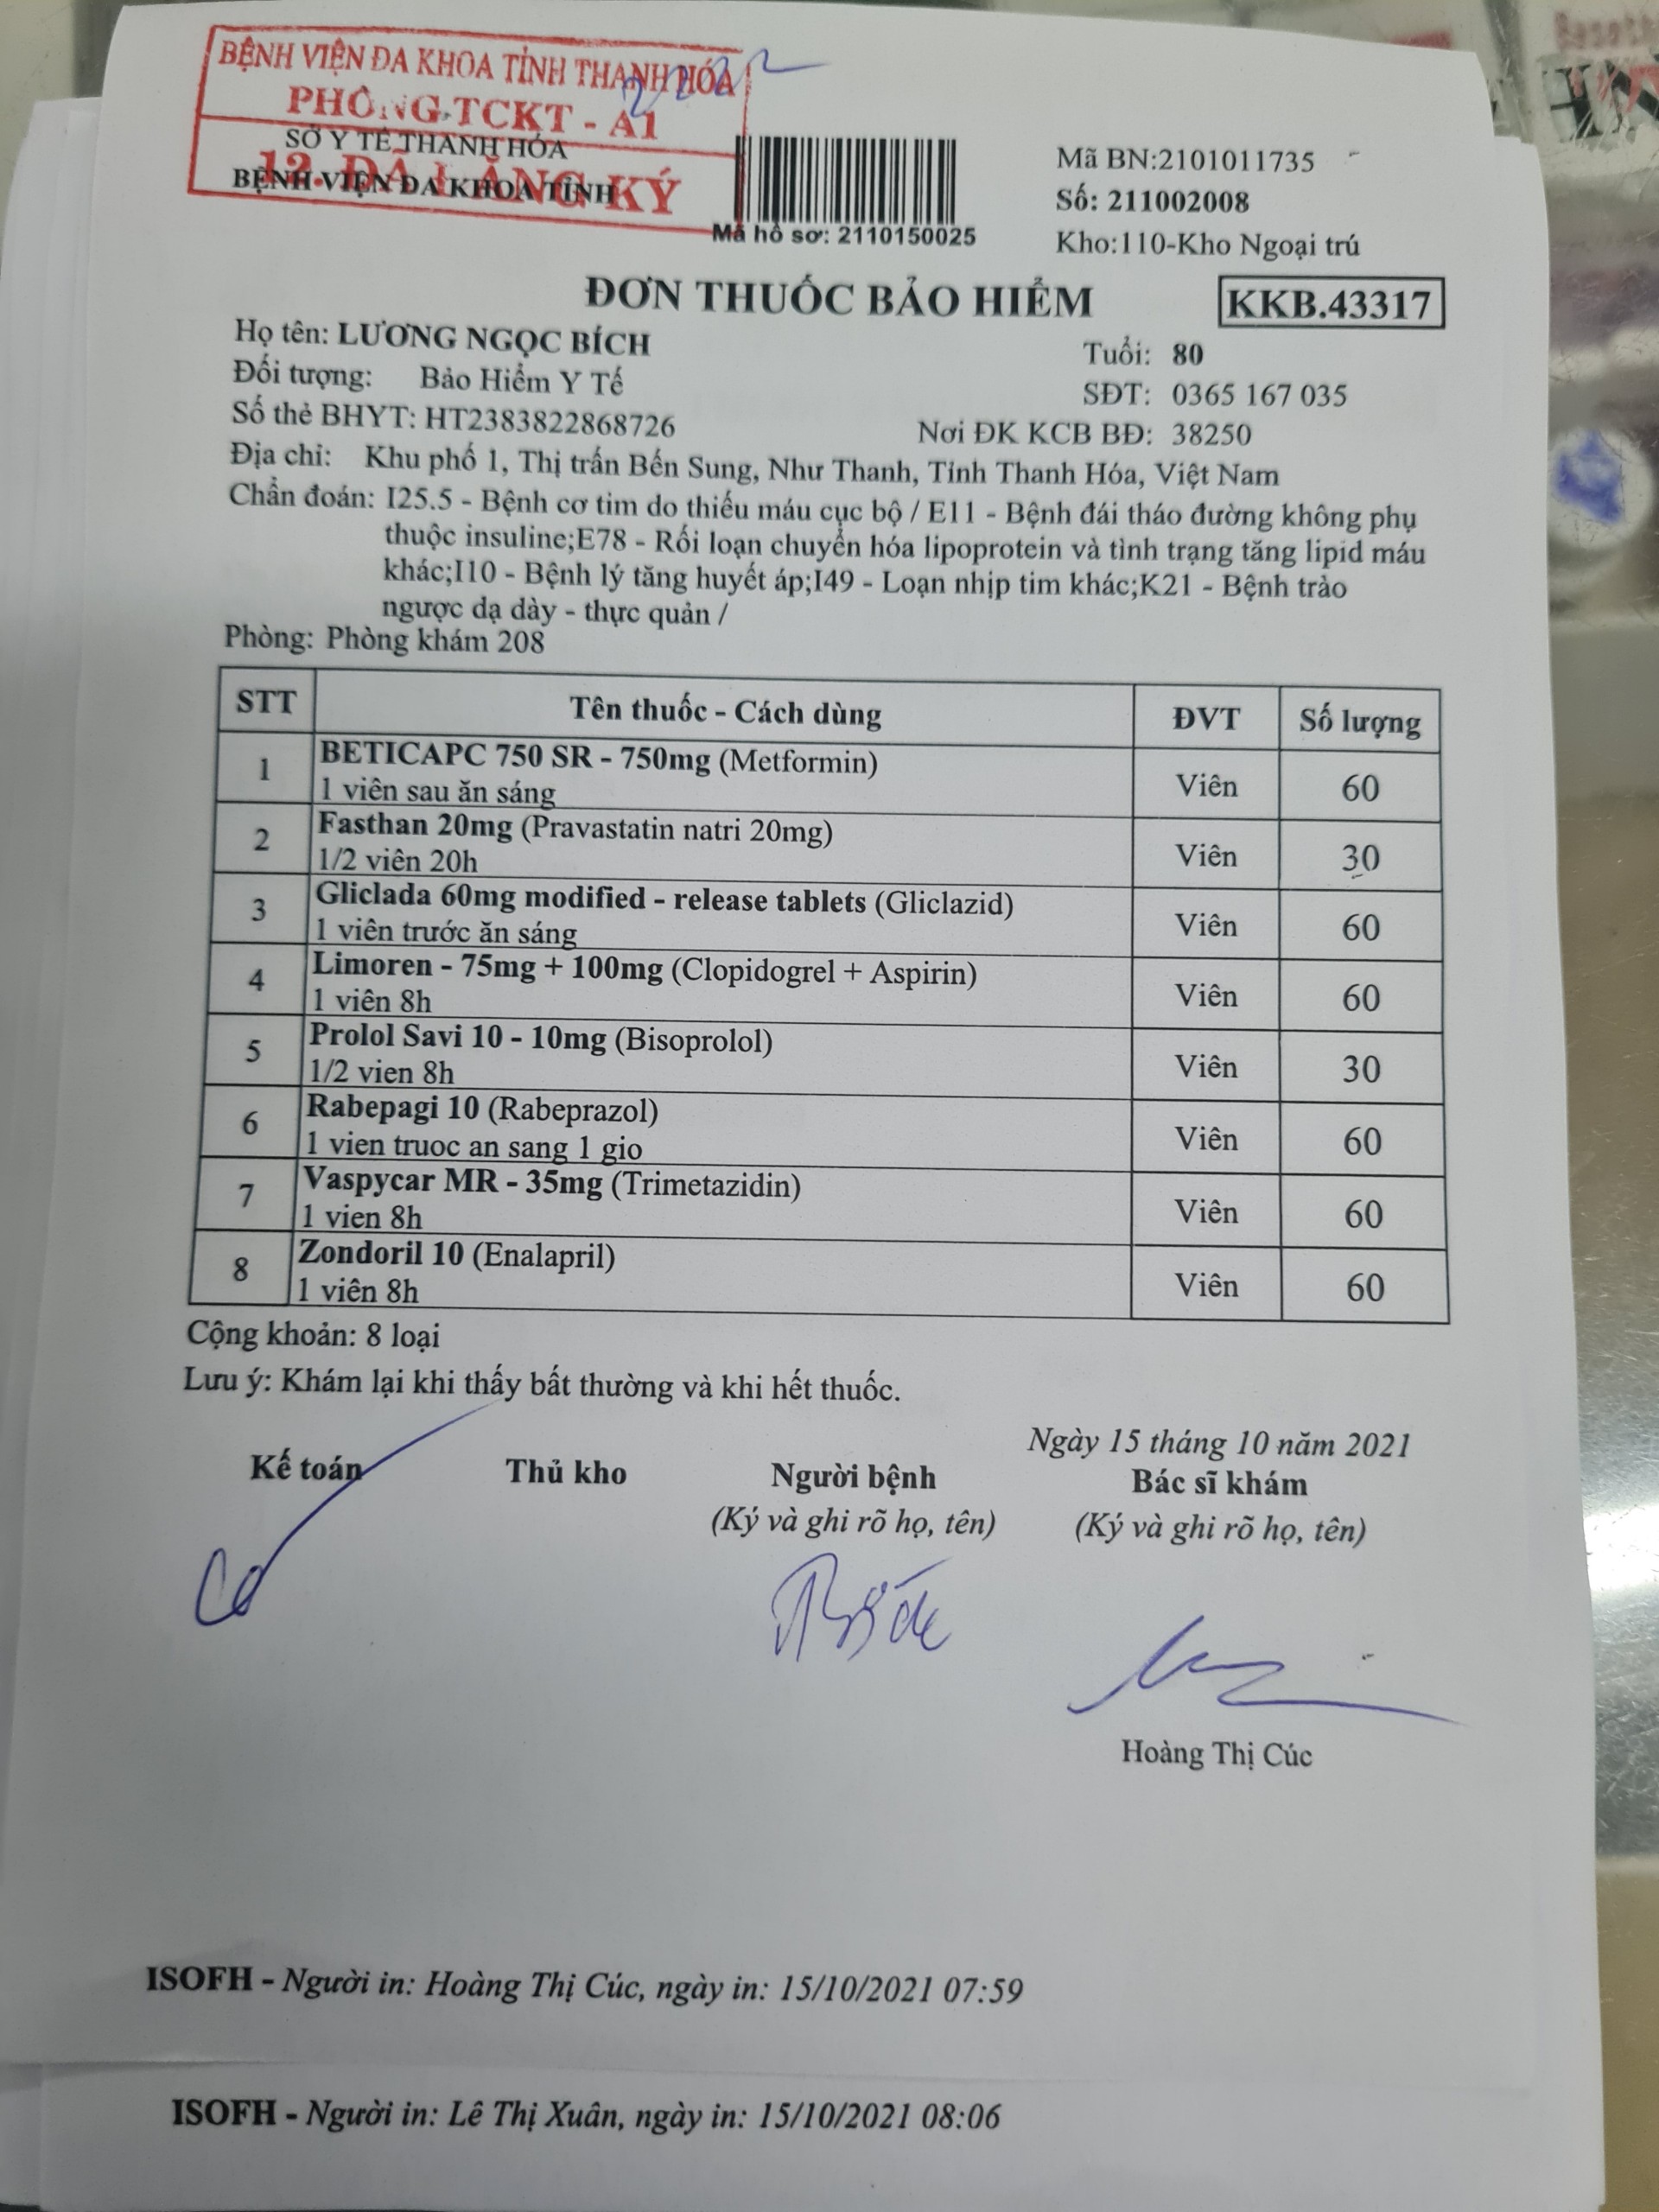 BỆNH VIỆN ĐA KHOA TỈNH THANH HÓA
PHÒNG TCKT - A1
SỞ Y TẾ THANH HÓA
12. ĐÃ ĐĂNG KÝ
BỆNH VIỆN ĐA KHOA TỈNH
Mã hồ sơ: 2110150025
Mã BN:2101011735
Số: 211002008
Kho:110-Kho Ngoại trú
ĐƠN THUỐC BẢO HIỂM
KKB.43317
Họ tên: LƯƠNG NGỌC BÍCH
Tuổi: 80
Đối tượng: Bảo Hiểm Y Tế
SĐT: 0365 167 035
Số thẻ BHYT: HT2383822868726
Nơi ĐK KCB BĐ: 38250
Địa chỉ: Khu phố 1, Thị trấn Bến Sung, Như Thanh, Tỉnh Thanh Hóa, Việt Nam
Chẩn đoán: I25.5 - Bệnh cơ tim do thiếu máu cục bộ / E11 - Bệnh đái tháo đường không phụ
thuộc insuline;E78 - Rối loạn chuyển hóa lipoprotein và tình trạng tăng lipid máu
khác;I10 - Bệnh lý tăng huyết áp;I49 - Loạn nhịp tim khác;K21 - Bệnh trào
ngược dạ dày - thực quản /
Phòng: Phòng khám 208
STT Tên thuốc - Cách dùng ĐVT Số lượng
1 BETICAPC 750 SR - 750mg (Metformin) Viên 60
1 viên sau ăn sáng
2 Fasthan 20mg (Pravastatin natri 20mg) Viên 30
1/2 viên 20h
3 Gliclada 60mg modified - release tablets (Gliclazid) Viên 60
1 viên trước ăn sáng
4 Limoren - 75mg + 100mg (Clopidogrel + Aspirin) Viên 60
1 viên 8h
5 Prolol Savi 10 - 10mg (Bisoprolol) Viên 30
1/2 vien 8h
6 Rabepagi 10 (Rabeprazol) Viên 60
1 vien truoc an sang 1 gio
7 Vaspycar MR - 35mg (Trimetazidin) Viên 60
1 vien 8h
8 Zondoril 10 (Enalapril) Viên 60
1 viên 8h
Cộng khoản: 8 loại
Lưu ý: Khám lại khi thấy bất thường và khi hết thuốc.
Ngày 15 tháng 10 năm 2021
Kế toán Thủ kho Người bệnh Bác sĩ khám
(Ký và ghi rõ họ, tên) (Ký và ghi rõ họ, tên)
Hoàng Thị Cúc
ISOFH - Người in: Hoàng Thị Cúc, ngày in: 15/10/2021 07:59
ISOFH - Người in: Lê Thị Xuân, ngày in: 15/10/2021 08:06